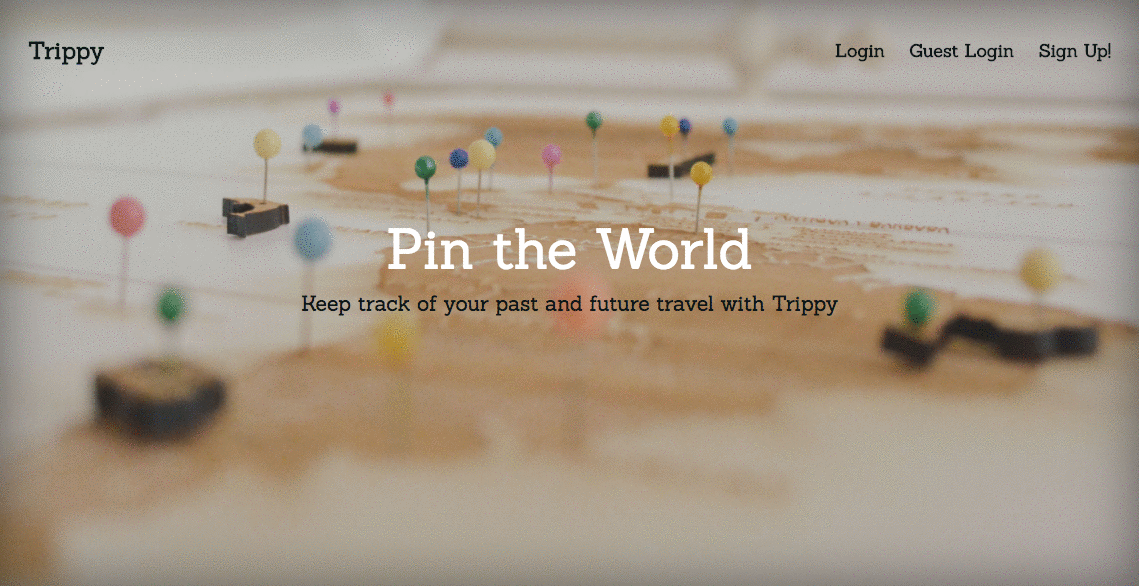 Trippy
Login Guest Login Sign Up!
Pin the World
Keep track of your past and future travel with Trippy